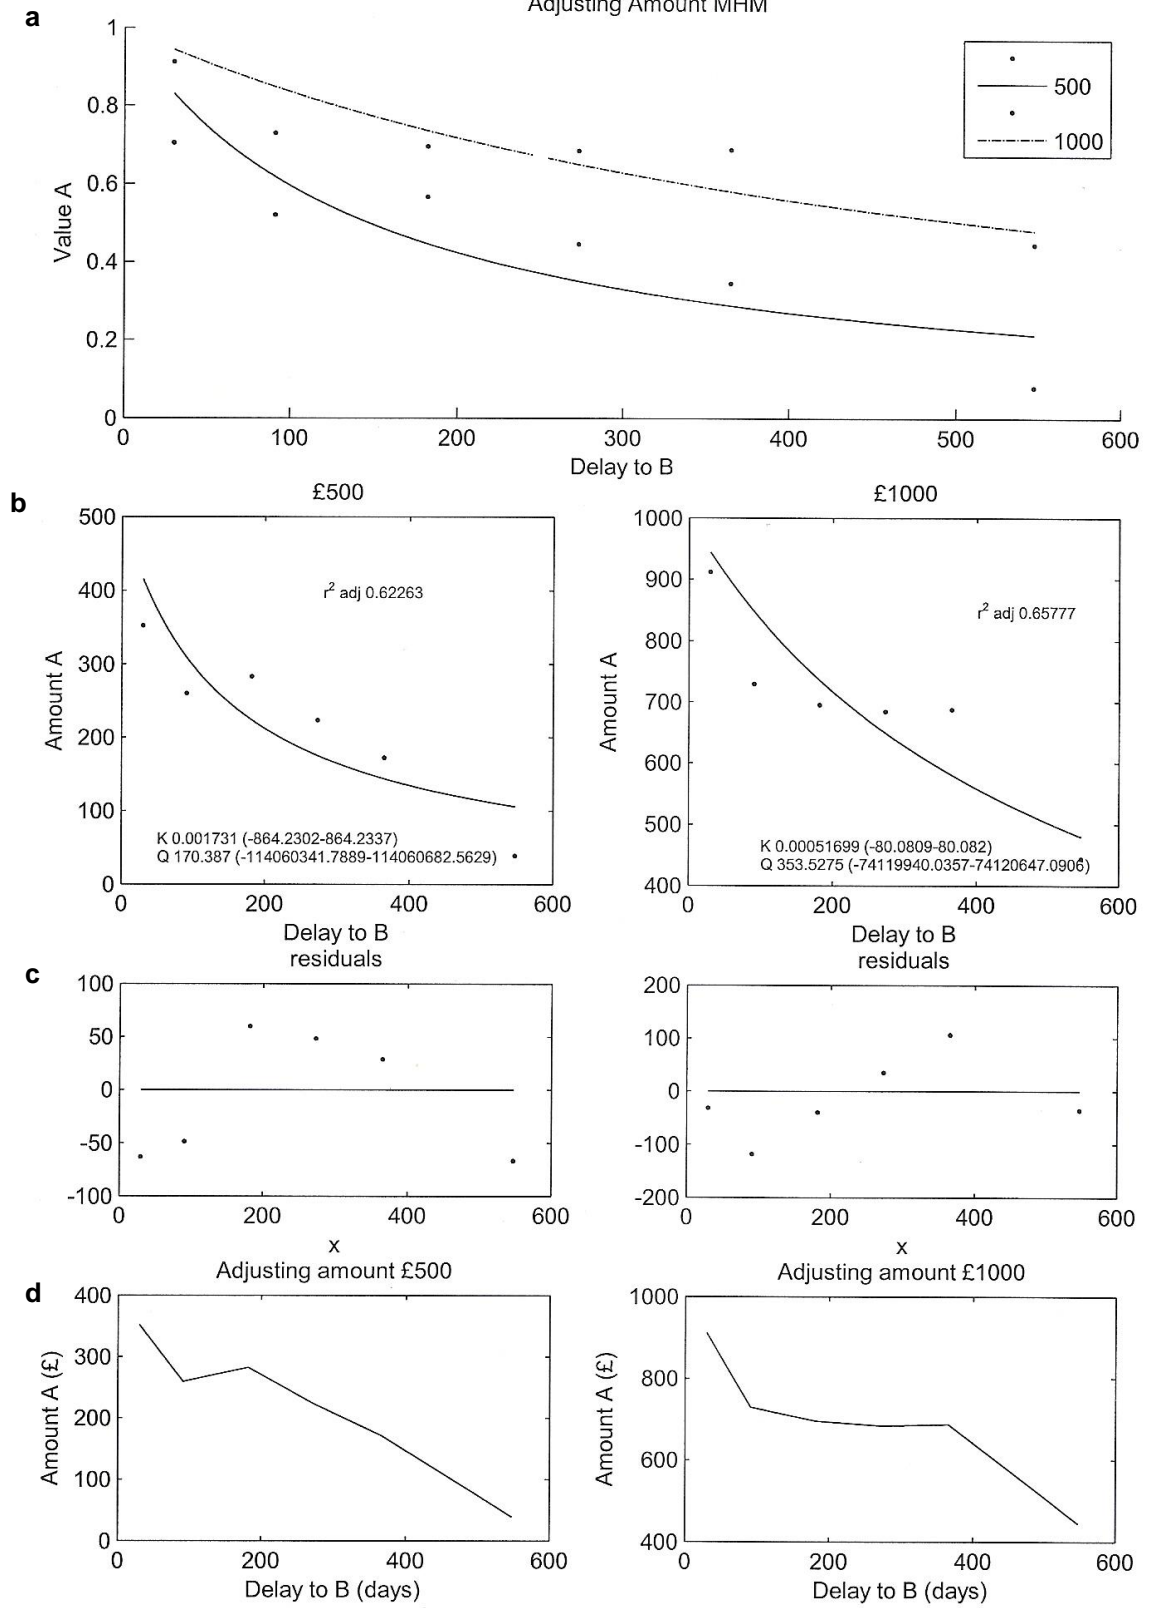 Adjusting Amount MHM
a
1
0.8
0.6
0.4
0.2
0
Value A
500
1000
0 100 200 300 400 500 600
Delay to B
b
£500
500
400
300
200
100
0
Amount A
r² adj 0.62263
K 0.001731 (-864.2302-864.2337)
Q 170.387 (-114060341.7889-114060682.5629)
0 200 400 600
Delay to B
£1000
1000
900
800
700
600
500
400
Amount A
r² adj 0.65777
K 0.00051699 (-80.0809-80.082)
Q 353.5275 (-74119940.0357-74120647.0906)
0 200 400 600
Delay to B
c
residuals
100
50
0
-50
-100
0 200 400 600
x
residuals
200
100
0
-100
-200
0 200 400 600
x
d
Adjusting amount £500
400
300
200
100
0
Amount A (£)
0 200 400 600
Delay to B (days)
Adjusting amount £1000
1000
800
600
400
Amount A (£)
0 200 400 600
Delay to B (days)